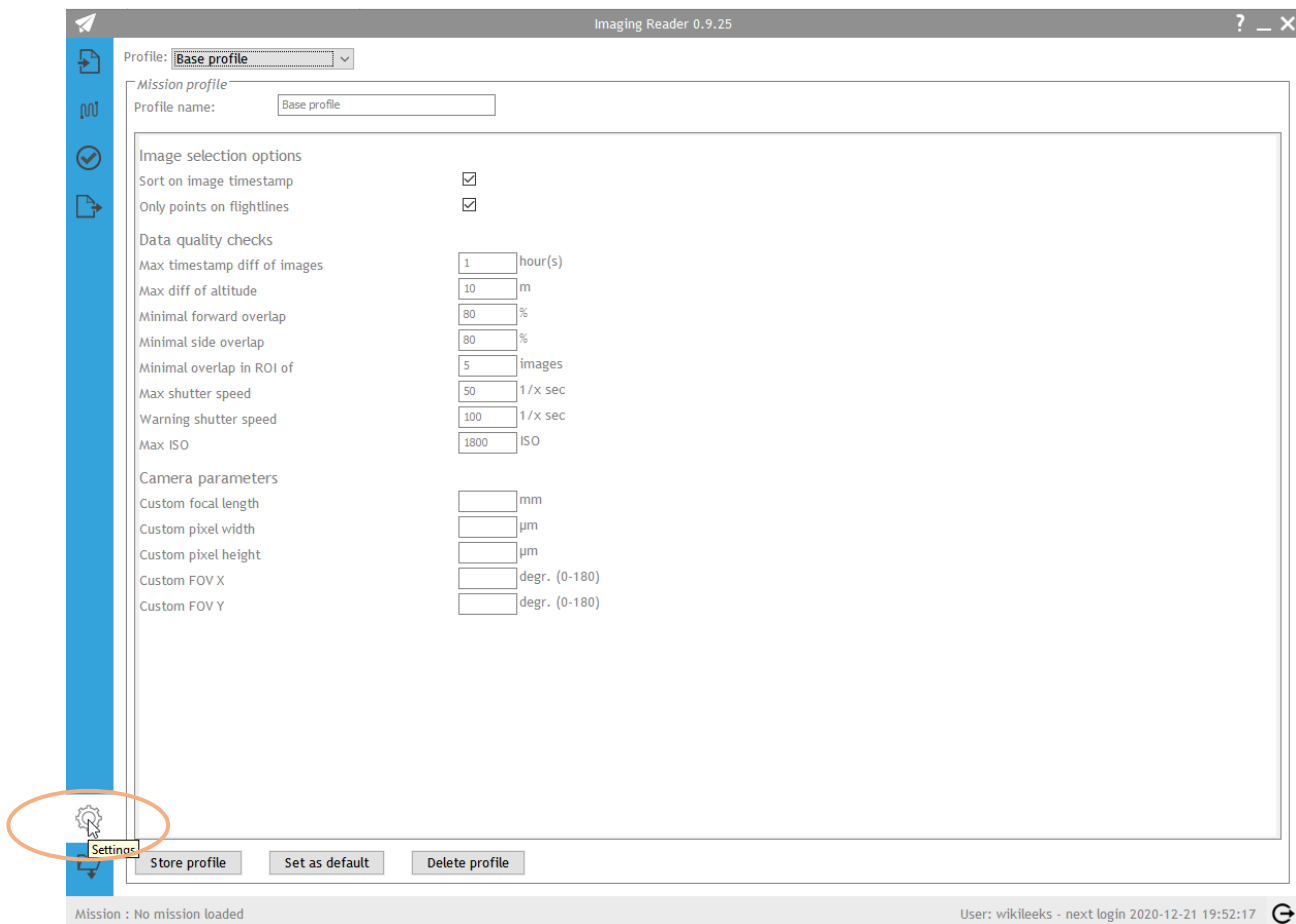 Imaging Reader 0.9.25 ?
Profile: Base profile
Mission profile
Profile name: Base profile
Image selection options
Sort on image timestamp
Only points on flightlines
Data quality checks
Max timestamp diff of images 1 hour(s)
Max diff of altitude 10 m
Minimal forward overlap 80 %
Minimal side overlap 80 %
Minimal overlap in ROI of 5 images
Max shutter speed 50 1/x sec
Warning shutter speed 100 1/x sec
Max ISO 1800 ISO
Camera parameters
Custom focal length mm
Custom pixel width µm
Custom pixel height µm
Custom FOV X degr. (0-180)
Custom FOV Y degr. (0-180)
Settings
Store profile Set as default Delete profile
Mission : No mission loaded User: wikileeks - next login 2020-12-21 19:52:17